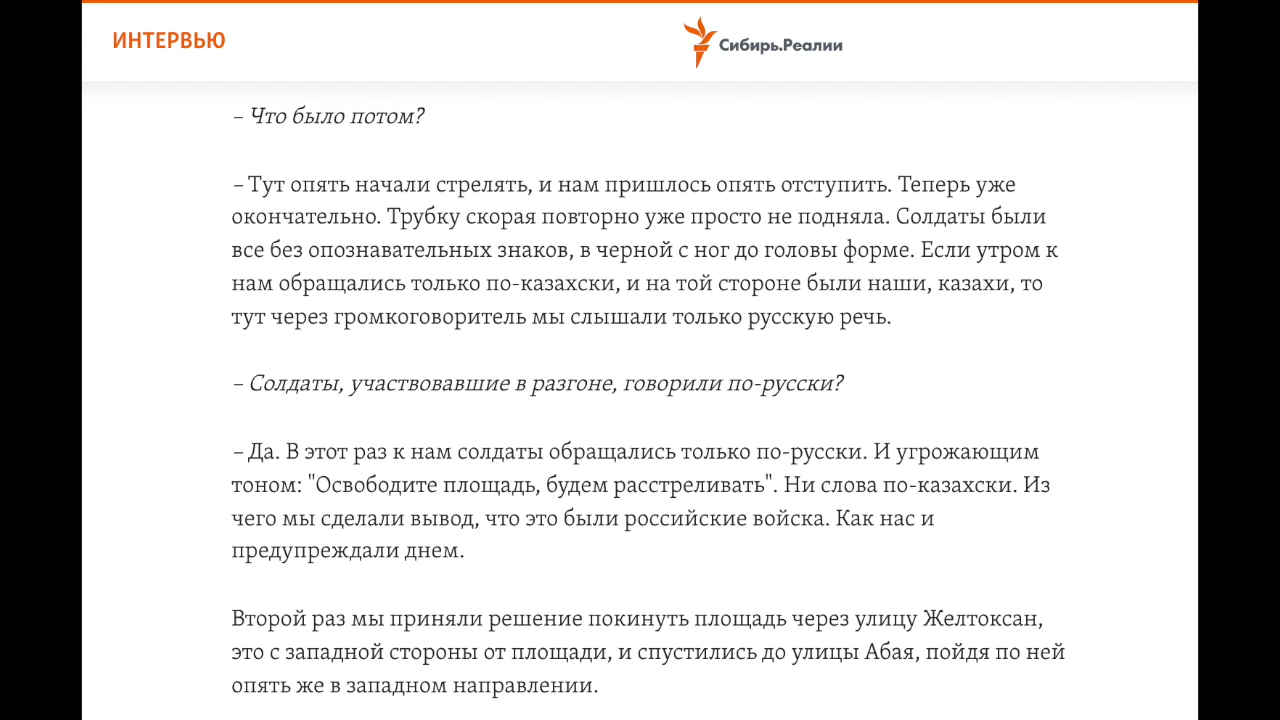 ИНТЕРВЬЮ
Сибирь.Реалии
– Что было потом?
– Тут опять начали стрелять, и нам пришлось опять отступить. Теперь уже
окончательно. Трубку скорая повторно уже просто не подняла. Солдаты были
все без опознавательных знаков, в черной с ног до головы форме. Если утром к
нам обращались только по-казахски, и на той стороне были наши, казахи, то
тут через громкоговоритель мы слышали только русскую речь.
– Солдаты, участвовавшие в разгоне, говорили по-русски?
– Да. В этот раз к нам солдаты обращались только по-русски. И угрожающим
тоном: "Освободите площадь, будем расстреливать". Ни слова по-казахски. Из
чего мы сделали вывод, что это были российские войска. Как нас и
предупреждали днем.
Второй раз мы приняли решение покинуть площадь через улицу Желтоксан,
это с западной стороны от площади, и спустились до улицы Абая, пойдя по ней
опять же в западном направлении.